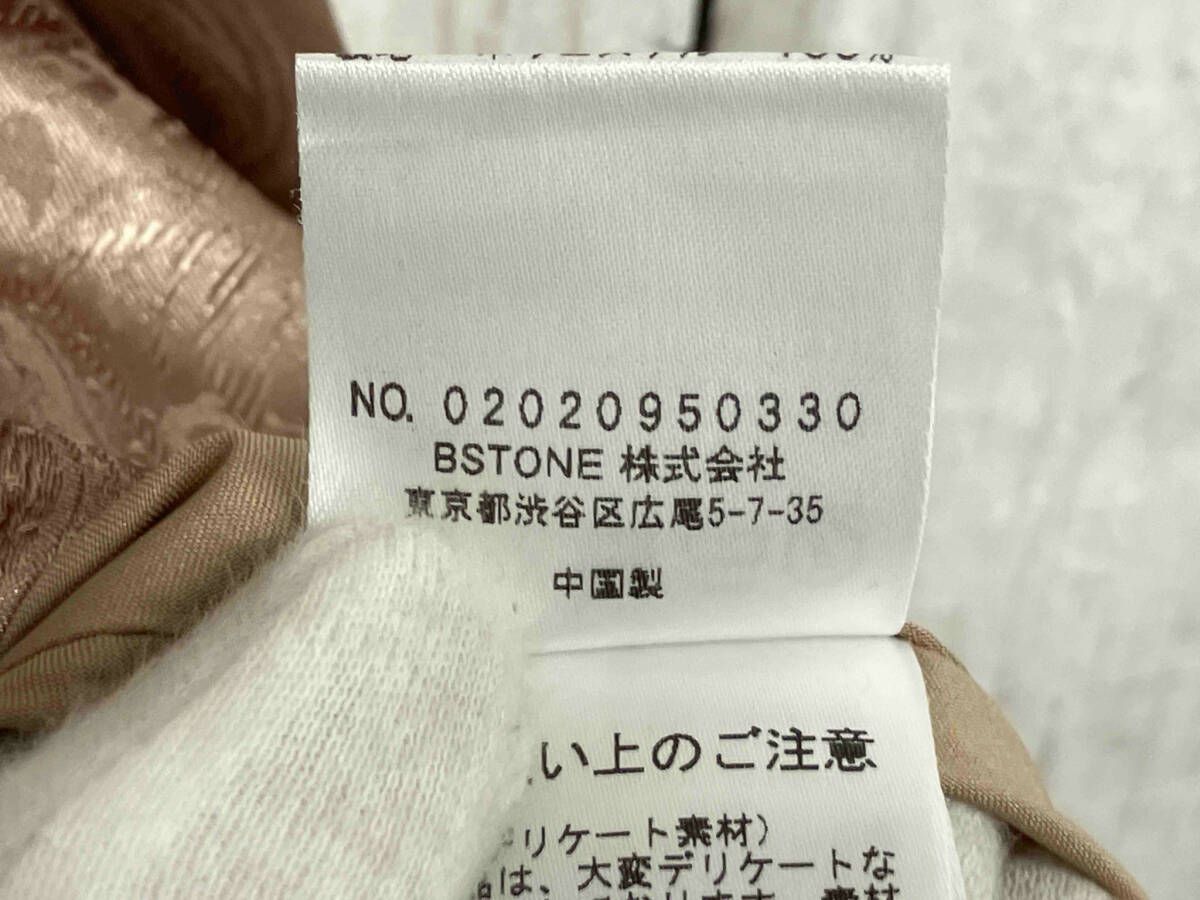 NO. 02020950330
BSTONE 株式会社
東京都渋谷区広尾5-7-35
中国製
い上のご注意
リケート素材)
は、大変デリケートな